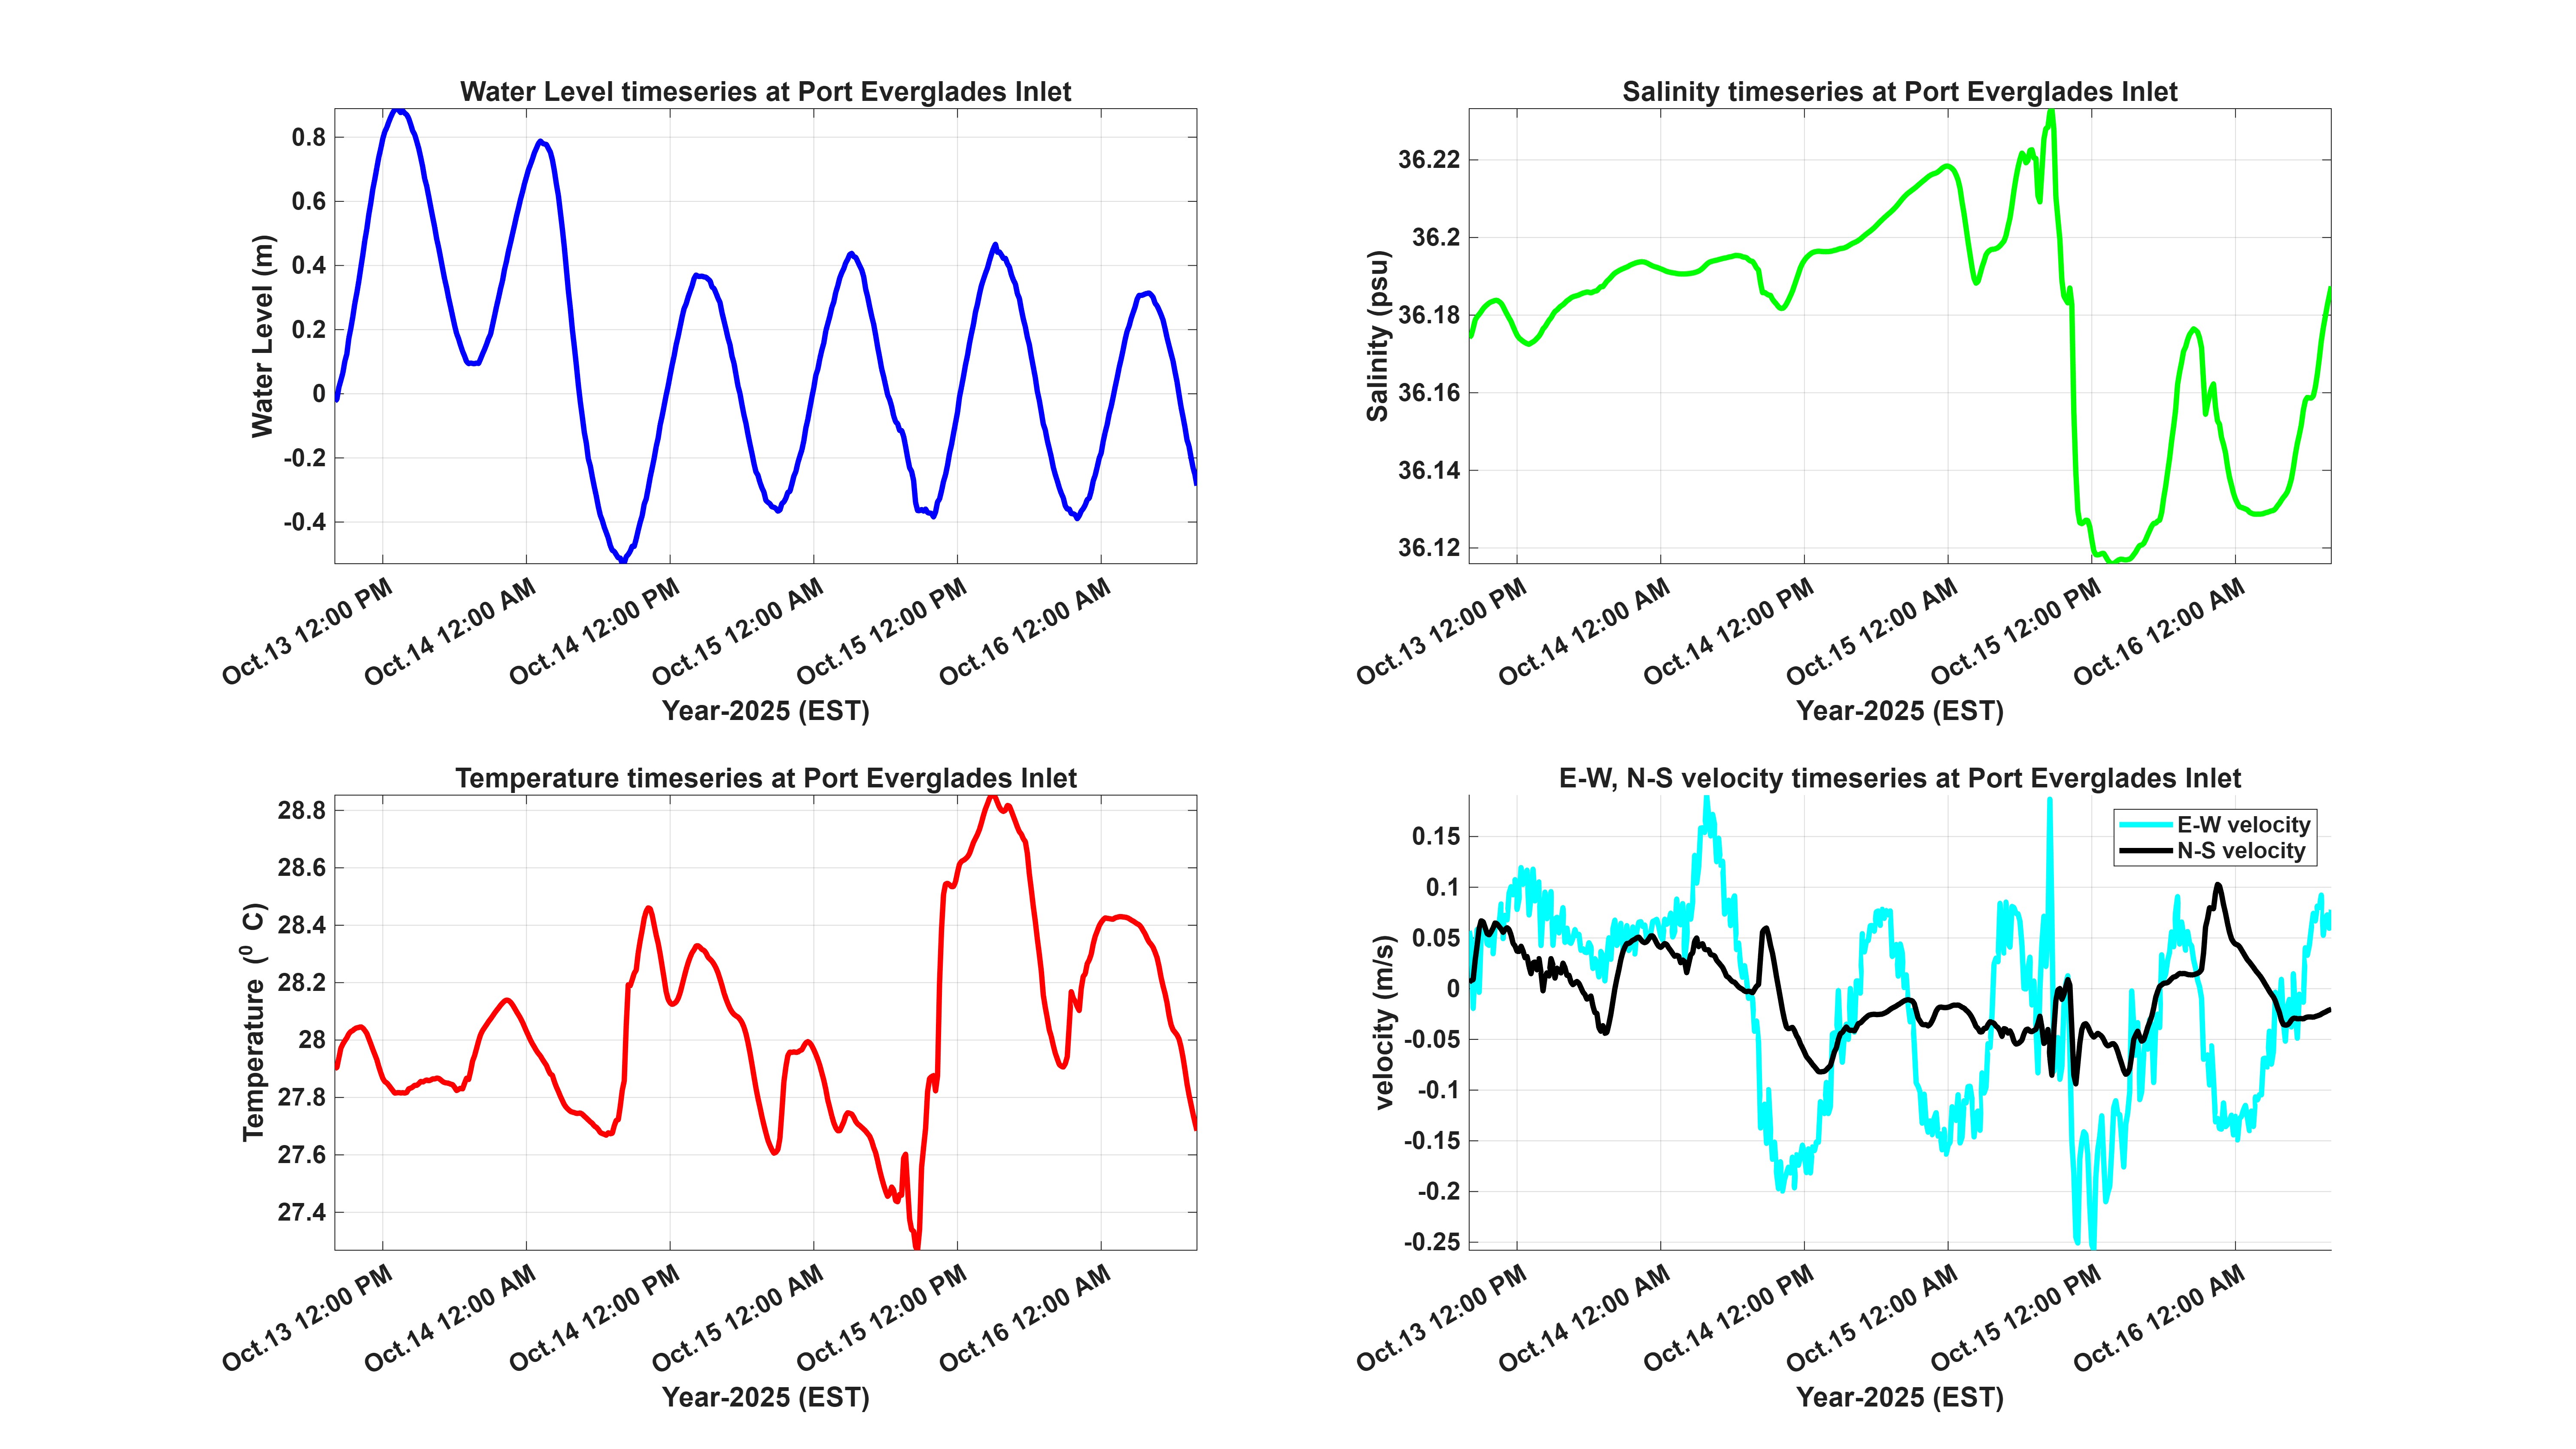 Water Level timeseries at Port Everglades Inlet
Water Level (m)
0.8
0.6
0.4
0.2
0
-0.2
-0.4
Oct.13 12:00 PM
Oct.14 12:00 AM
Oct.14 12:00 PM
Oct.15 12:00 AM
Oct.15 12:00 PM
Oct.16 12:00 AM
Year-2025 (EST)
Salinity timeseries at Port Everglades Inlet
Salinity (psu)
36.22
36.2
36.18
36.16
36.14
36.12
Oct.13 12:00 PM
Oct.14 12:00 AM
Oct.14 12:00 PM
Oct.15 12:00 AM
Oct.15 12:00 PM
Oct.16 12:00 AM
Year-2025 (EST)
Temperature timeseries at Port Everglades Inlet
Temperature (⁰ C)
28.8
28.6
28.4
28.2
28
27.8
27.6
27.4
Oct.13 12:00 PM
Oct.14 12:00 AM
Oct.14 12:00 PM
Oct.15 12:00 AM
Oct.15 12:00 PM
Oct.16 12:00 AM
Year-2025 (EST)
E-W, N-S velocity timeseries at Port Everglades Inlet
velocity (m/s)
0.15
0.1
0.05
0
-0.05
-0.1
-0.15
-0.2
-0.25
E-W velocity
N-S velocity
Oct.13 12:00 PM
Oct.14 12:00 AM
Oct.14 12:00 PM
Oct.15 12:00 AM
Oct.15 12:00 PM
Oct.16 12:00 AM
Year-2025 (EST)